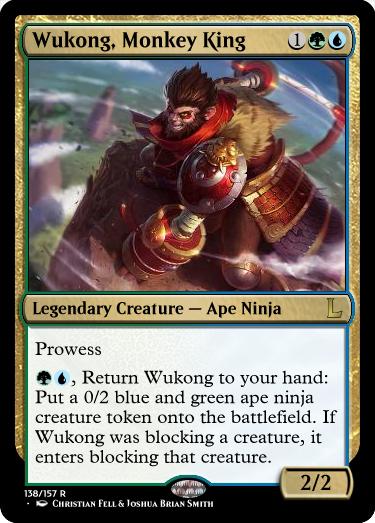 Wukong, Monkey King 1
Legendary Creature — Ape Ninja L
Prowess
, Return Wukong to your hand:
Put a 0/2 blue and green ape ninja
creature token onto the battlefield. If
Wukong was blocking a creature, it
enters blocking that creature.
2/2
138/157 R
· Christian Fell & Joshua Brian Smith